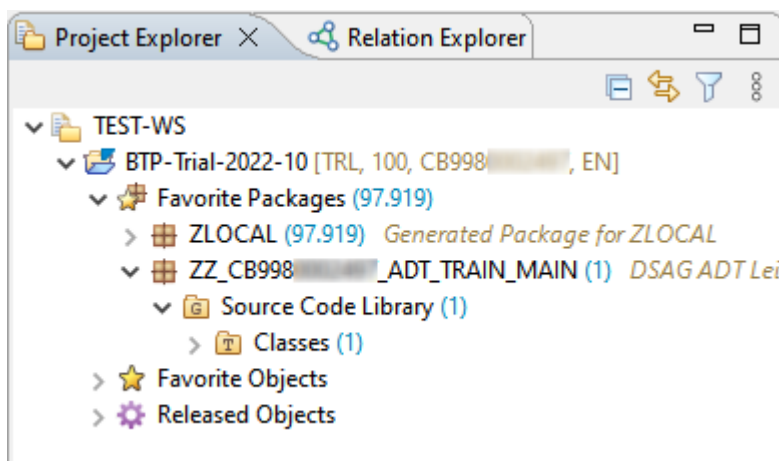 Project Explorer Relation Explorer
TEST-WS
BTP-Trial-2022-10 [TRL, 100, CB998 , EN]
Favorite Packages (97.919)
ZLOCAL (97.919) Generated Package for ZLOCAL
ZZ_CB998 _ADT_TRAIN_MAIN (1) DSAG ADT Lei
G Source Code Library (1)
T Classes (1)
Favorite Objects
Released Objects